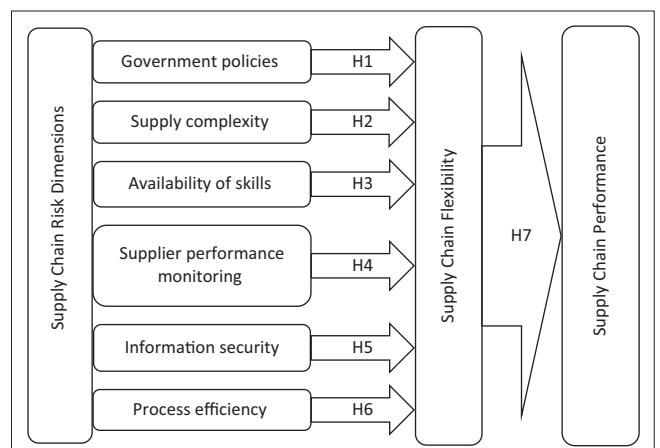 Supply Chain Risk Dimensions
Government policies
H1
Supply complexity
H2
Availability of skills
H3
Supplier performance
monitoring
H4
Information security
H5
Process efficiency
H6
Supply Chain Flexibility
H7
Supply Chain Performance